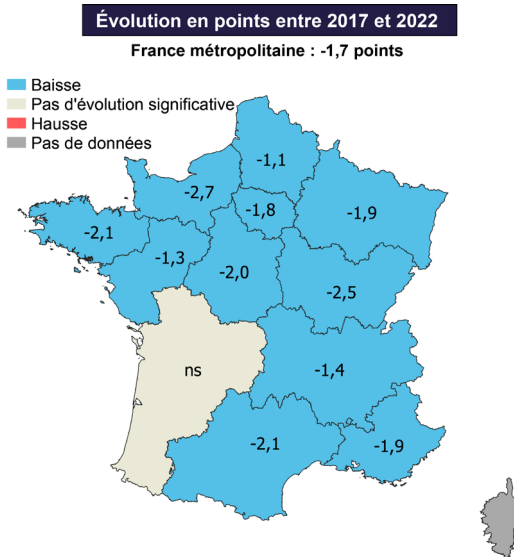 Évolution en points entre 2017 et 2022
France métropolitaine : -1,7 points
Baisse
Pas d'évolution significative
Hausse
Pas de données
-1,1
-2,7
-1,8
-1,9
-2,1
-1,3
-2,0
-2,5
ns
-1,4
-2,1
-1,9